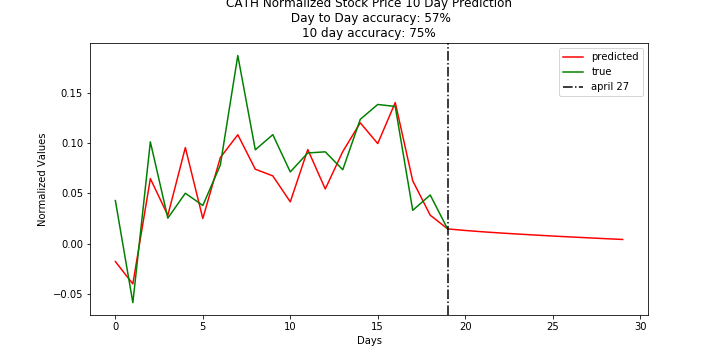 CATH Normalized Stock Price 10 Day Prediction
Day to Day accuracy: 57%
10 day accuracy: 75%
predicted
true
april 27
Normalized Values
0.15
0.10
0.05
0.00
−0.05
0 5 10 15 20 25 30
Days